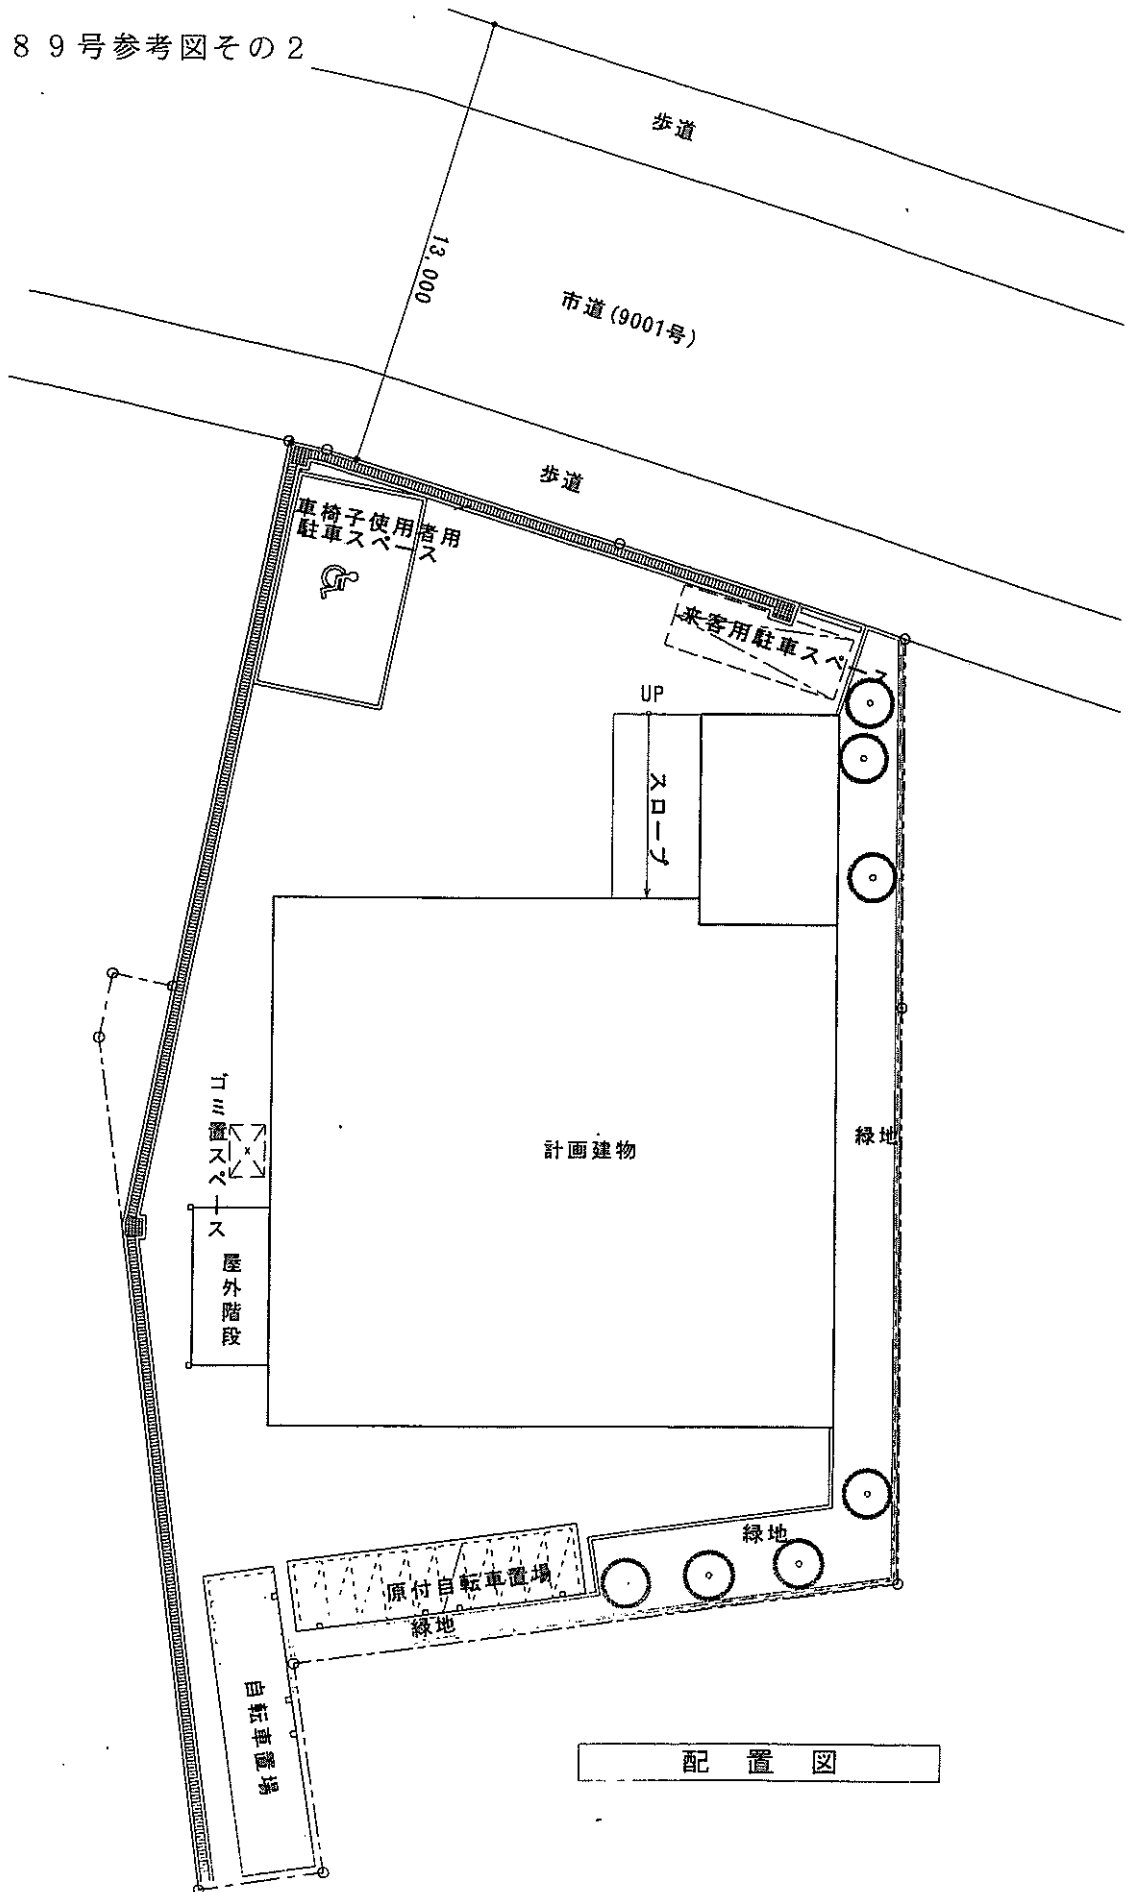 ８９号参考図その２
歩道
13,000
市道(9001号)
歩道
車椅子使用者用
駐車スペース
来客用駐車スペース
UP
スロープ
ゴミ置スペース
計画建物
緑地
屋外階段
緑地
原付自転車置場
緑地
自転車置場
配置図